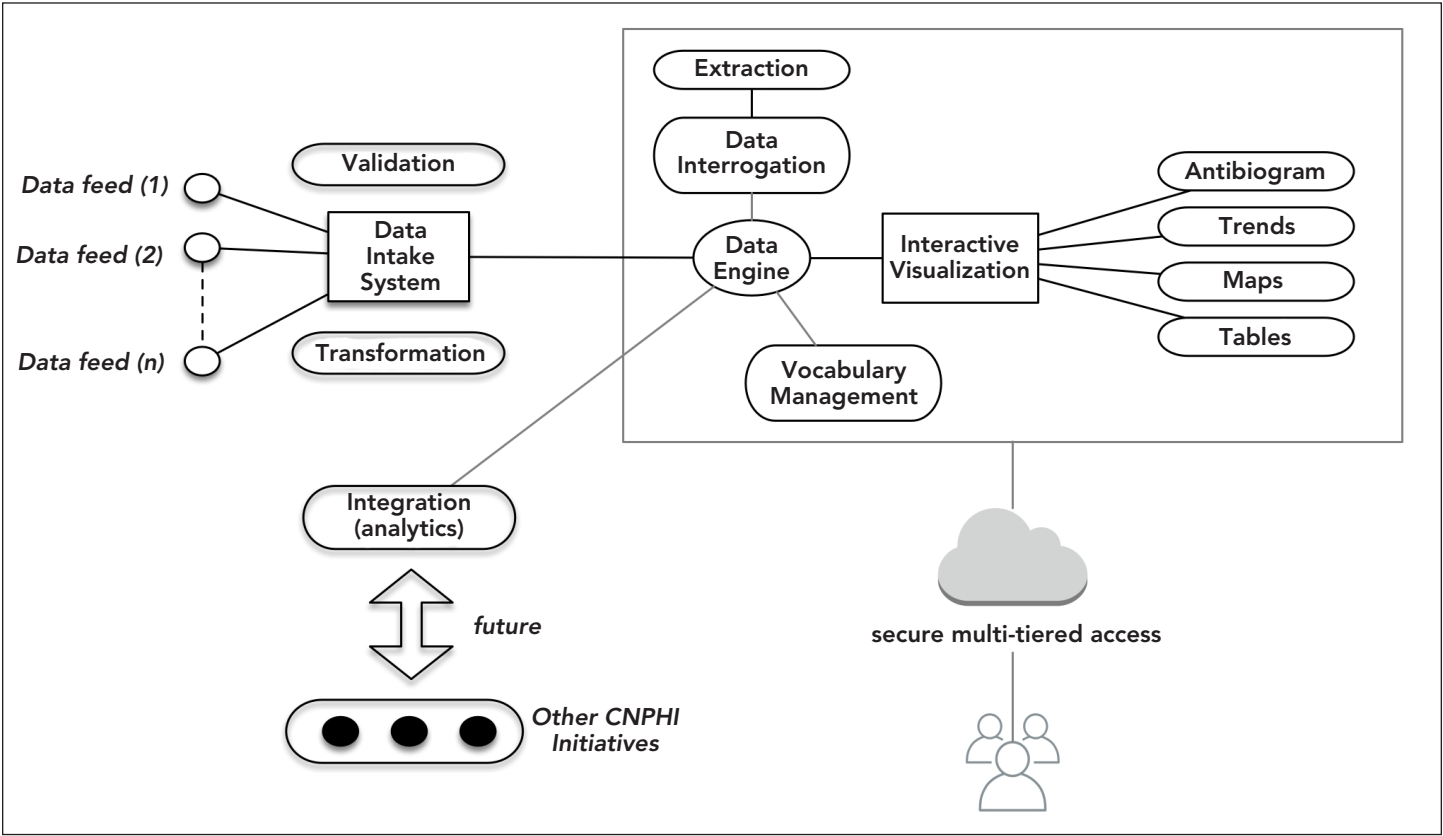 Extraction
Data
Interrogation
Validation
Data feed (1)
Data feed (2)
Data feed (n)
Data
Intake
System
Transformation
Data
Engine
Interactive
Visualization
Antibiogram
Trends
Maps
Tables
Vocabulary
Management
Integration
(analytics)
future
Other CNPHI
Initiatives
secure multi-tiered access